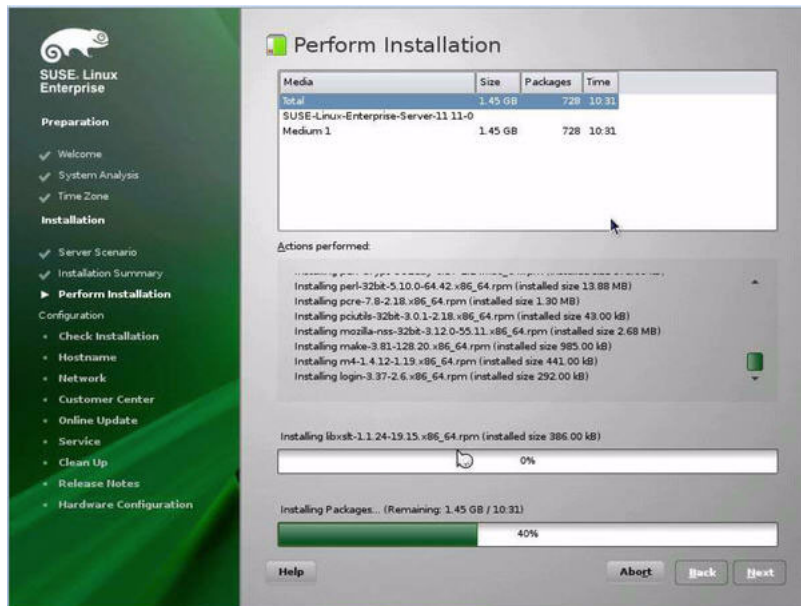 SUSE. Linux
Enterprise
Preparation
Welcome
System Analysis
Time Zone
Installation
Server Scenario
Installation Summary
Perform Installation
Configuration
Check Installation
Hostname
Network
Customer Center
Online Update
Service
Clean Up
Release Notes
Hardware Configuration
Perform Installation
Media Size Packages Time
Total 1.45 GB 728 10:31
SUSE-Linux-Enterprise-Server-11 11-0
Medium 1 1.45 GB 728 10:31
Actions performed:
Installing perl-32bit-5.10.0-64.42.x86_64.rpm (installed size 13.88 MB)
Installing pcre-7.8-2.18.x86_64.rpm (installed size 1.30 MB)
Installing pciutils-32bit-3.0.1-2.18.x86_64.rpm (installed size 43.00 kB)
Installing mozilla-nss-32bit-3.12.0-55.11.x86_64.rpm (installed size 2.68 MB)
Installing make-3.81-128.20.x86_64.rpm (installed size 985.00 kB)
Installing m4-1.4.12-1.19.x86_64.rpm (installed size 441.00 kB)
Installing login-3.37-2.6.x86_64.rpm (installed size 292.00 kB)
Installing libxslt-1.1.24-19.15.x86_64.rpm (installed size 386.00 kB)
0%
Installing Packages... (Remaining: 1.45 GB / 10:31)
40%
Help Abort Back Next